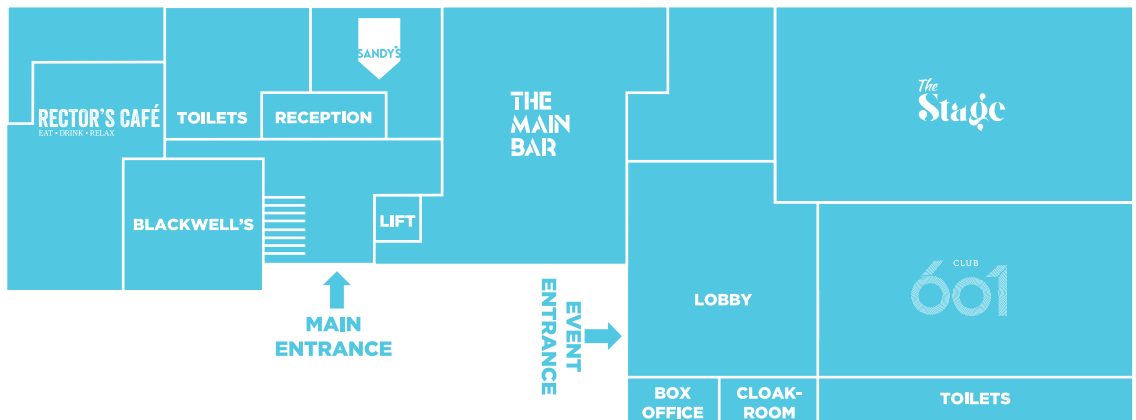 SANDY'S
RECTOR'S CAFÉ
EAT • DRINK • RELAX
TOILETS
RECEPTION
THE
MAIN
BAR
The
Stage
BLACKWELL'S
LIFT
CLUB
601
LOBBY
MAIN
ENTRANCE
EVENT
ENTRANCE
BOX
OFFICE
CLOAK-
ROOM
TOILETS